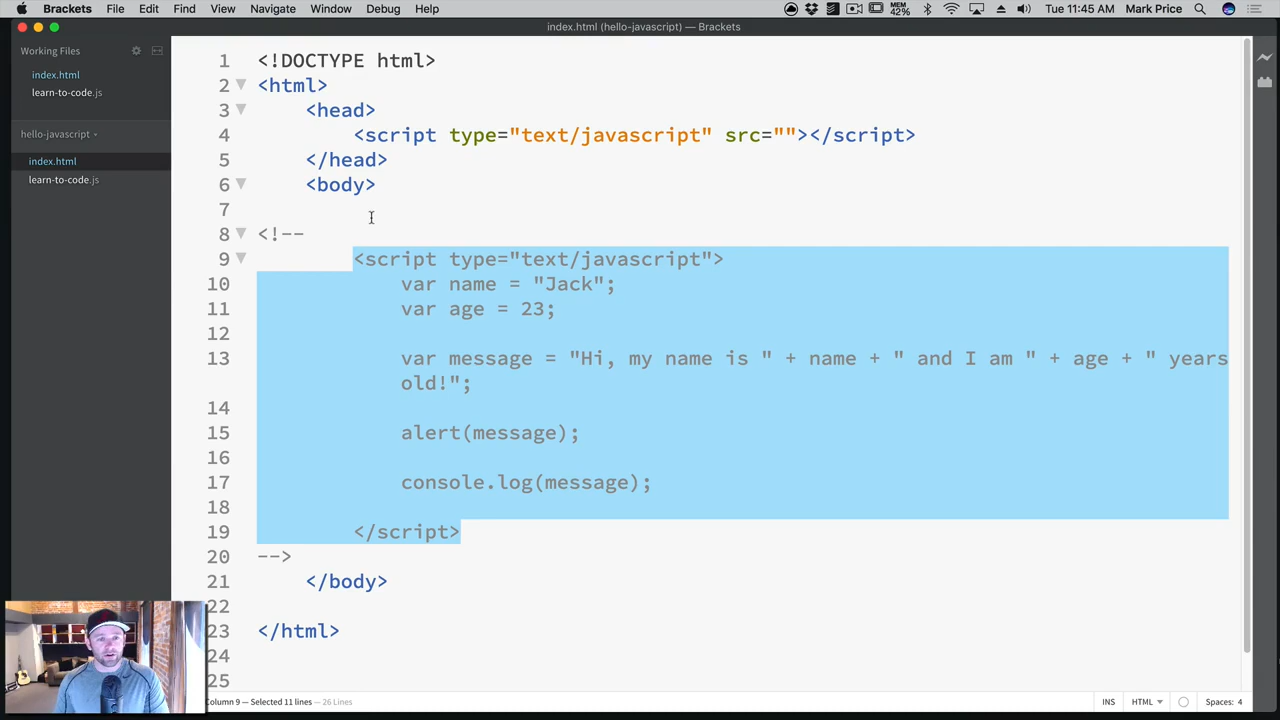 Brackets File Edit Find View Navigate Window Debug Help MEM 42% Tue 11:45 AM Mark Price
index.html (hello-javascript) — Brackets
Working Files
index.html
learn-to-code.js
hello-javascript
index.html
learn-to-code.js
1 <!DOCTYPE html>
2 <html>
3 <head>
4 <script type="text/javascript" src=""></script>
5 </head>
6 <body>
7
8 <!--
9 <script type="text/javascript">
10 var name = "Jack";
11 var age = 23;
12
13 var message = "Hi, my name is " + name + " and I am " + age + " years
old!";
14
15 alert(message);
16
17 console.log(message);
18
19 </script>
20 -->
21 </body>
22
23 </html>
24
25
Column 9 — Selected 11 lines — 26 Lines INS HTML Spaces: 4